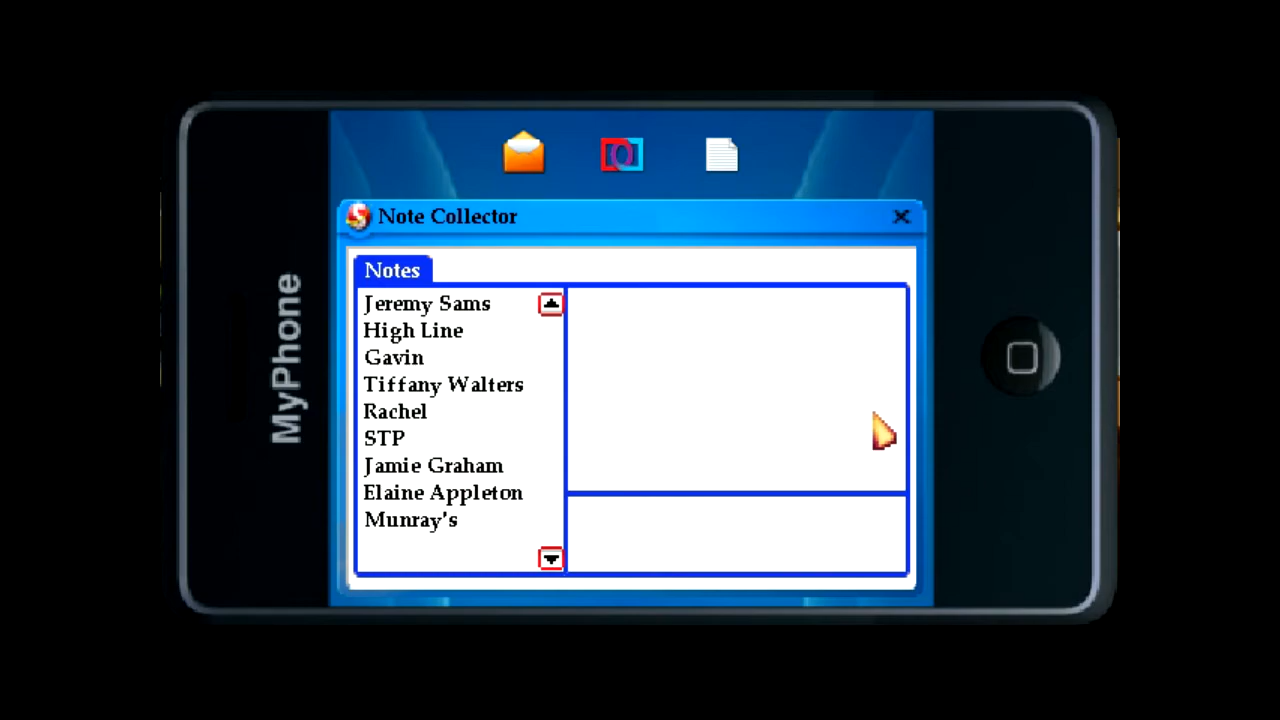 MyPhone
Note Collector
Notes
Jeremy Sams
High Line
Gavin
Tiffany Walters
Rachel
STP
Jamie Graham
Elaine Appleton
Munray's